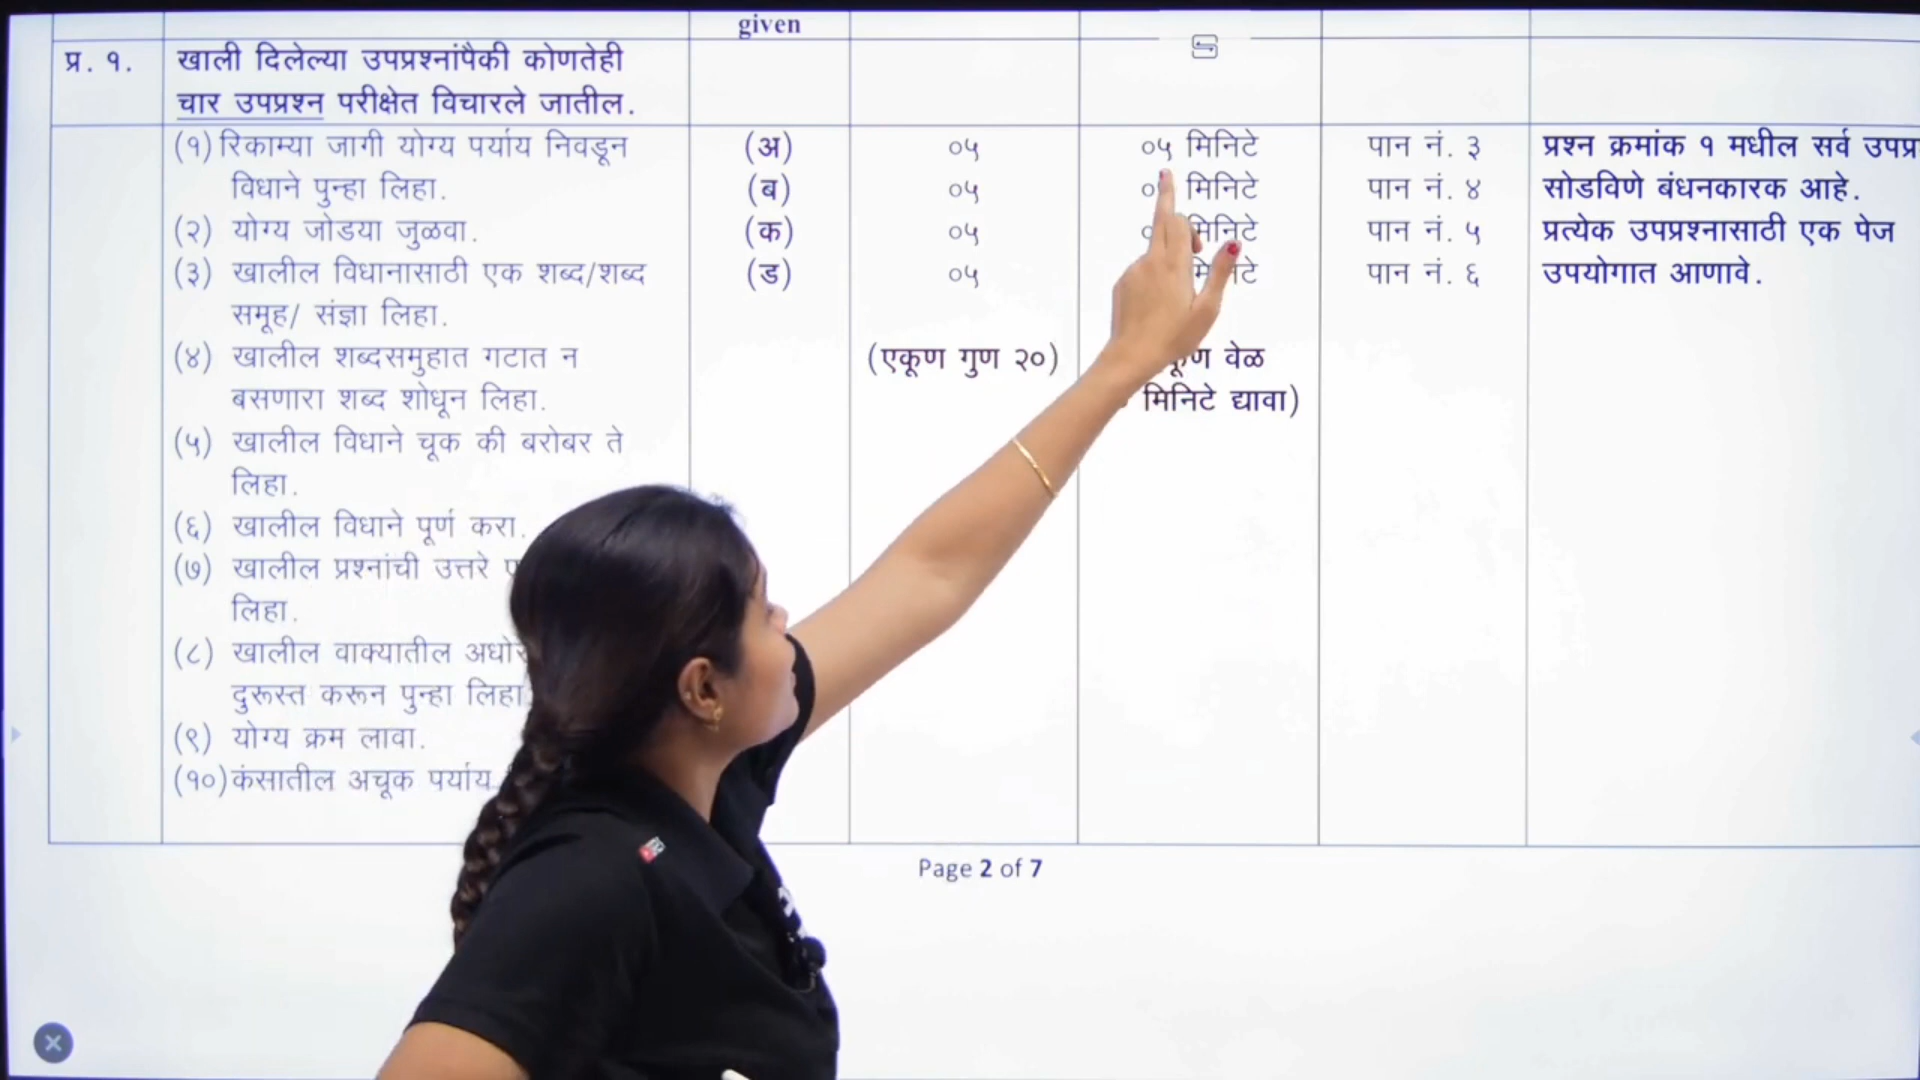 given
प्र. १. खाली दिलेल्या उपप्रश्नांपैकी कोणतेही
चार उपप्रश्न परीक्षेत विचारले जातील.
(१) रिकाम्या जागी योग्य पर्याय निवडून (अ) ०५ ०५ मिनिटे पान नं. ३ प्रश्न क्रमांक १ मधील सर्व
विधाने पुन्हा लिहा. (ब) ०५ मिनिटे पान नं. ४ सोडविणे बंधनकारक आहे.
(२) योग्य जोडया जुळवा. (क) ०५ मिनिटे पान नं. ५ प्रत्येक उपप्रश्नासाठी एक पेज
(३) खालील विधानासाठी एक शब्द/शब्द (ड) ०५ पान नं. ६ उपयोगात आणावे.
समूह/ संज्ञा लिहा.
(४) खालील शब्दसमुहात गटात न (एकूण गुण २०) वेळ
बसणारा शब्द शोधून लिहा. मिनिटे द्यावा)
(५) खालील विधाने चूक की बरोबर ते
लिहा.
(६) खालील विधाने पूर्ण करा.
(७) खालील प्रश्नांची उत्तरे
लिहा.
(८) खालील वाक्यातील
दुरूस्त करून पुन्हा लिहा
(९) योग्य क्रम लावा.
(१०) कंसातील अचूक पर्याय
Page 2 of 7